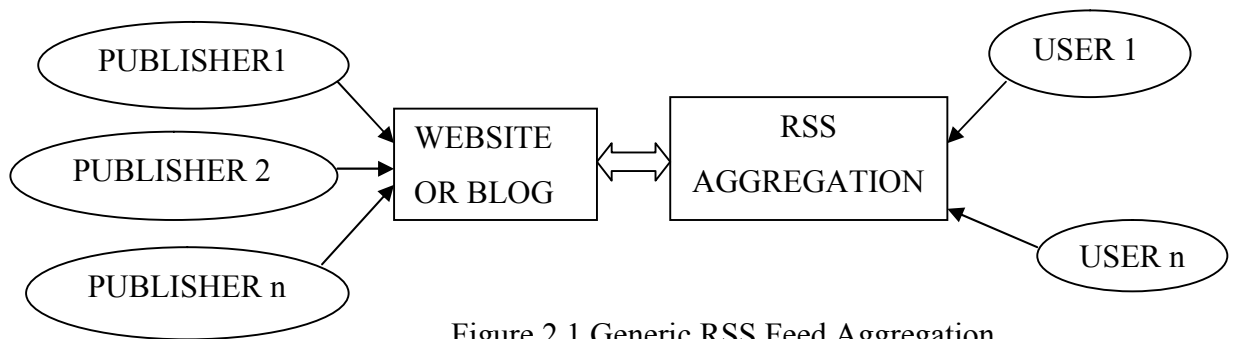 PUBLISHER1
PUBLISHER 2
PUBLISHER n
WEBSITE
OR BLOG
RSS
AGGREGATION
USER 1
USER n
Figure 2.1 Generic RSS Feed Aggregation